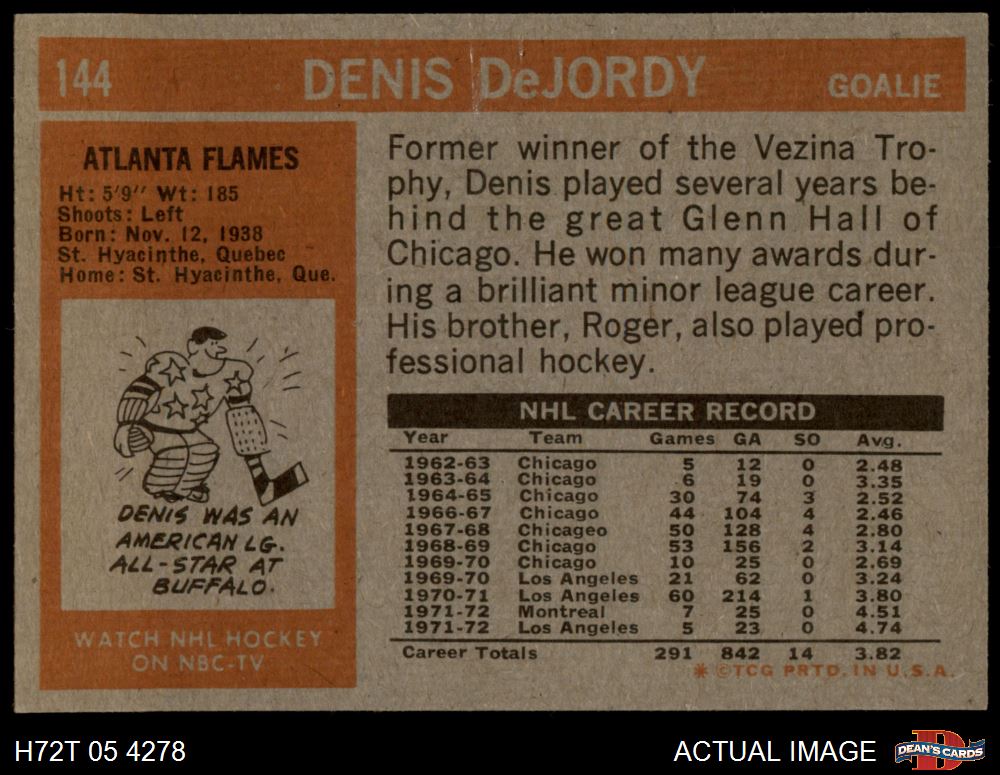 144 DENIS DeJORDY GOALIE
ATLANTA FLAMES
Ht: 5'9" Wt: 185
Shoots: Left
Born: Nov. 12, 1938
St. Hyacinthe, Quebec
Home: St. Hyacinthe, Que.
DENIS WAS AN
AMERICAN LG.
ALL-STAR AT
BUFFALO.
WATCH NHL HOCKEY
ON NBC-TV
Former winner of the Vezina Tro-
phy, Denis played several years be-
hind the great Glenn Hall of
Chicago. He won many awards dur-
ing a brilliant minor league career.
His brother, Roger, also played pro-
fessional hockey.
NHL CAREER RECORD
Year Team Games GA SO Avg.
1962-63 Chicago 5 12 0 2.48
1963-64 Chicago 6 19 0 3.35
1964-65 Chicago 30 74 3 2.52
1966-67 Chicago 44 104 4 2.46
1967-68 Chicageo 50 128 4 2.80
1968-69 Chicago 53 156 2 3.14
1969-70 Chicago 10 25 0 2.69
1969-70 Los Angeles 21 62 0 3.24
1970-71 Los Angeles 60 214 1 3.80
1971-72 Montreal 7 25 0 4.51
1971-72 Los Angeles 5 23 0 4.74
Career Totals 291 842 14 3.82
* ©TCG PRTD. IN U.S.A.
H72T 05 4278 ACTUAL IMAGE DEAN'S CARDS